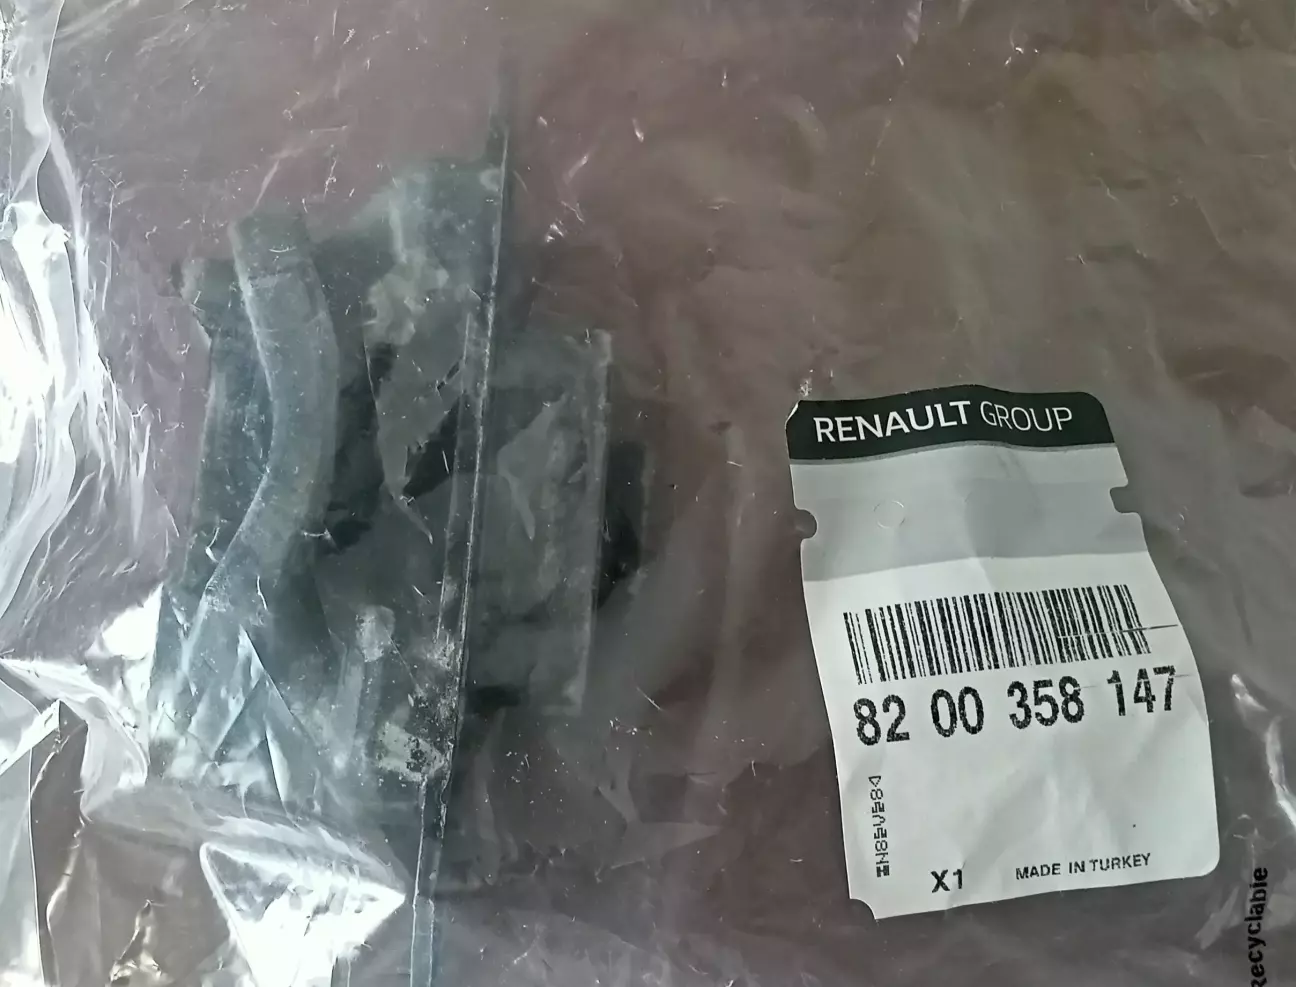 RENAULT GROUP
82 00 358 147
X1
MADE IN TURKEY
Recyclable